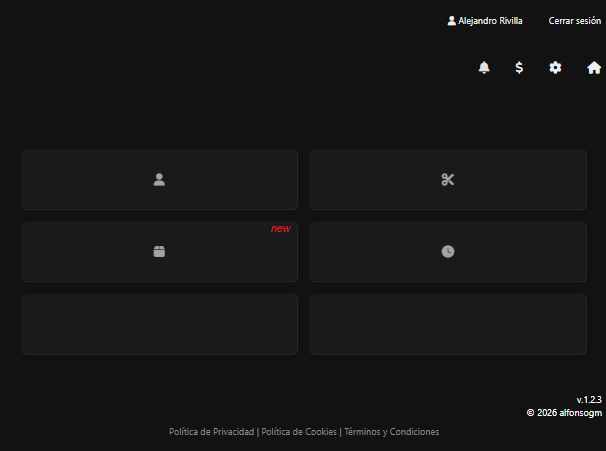 Alejandro Rivilla Cerrar sesión
new
v.1.2.3
© 2026 alfonsogm
Política de Privacidad | Política de Cookies | Términos y Condiciones